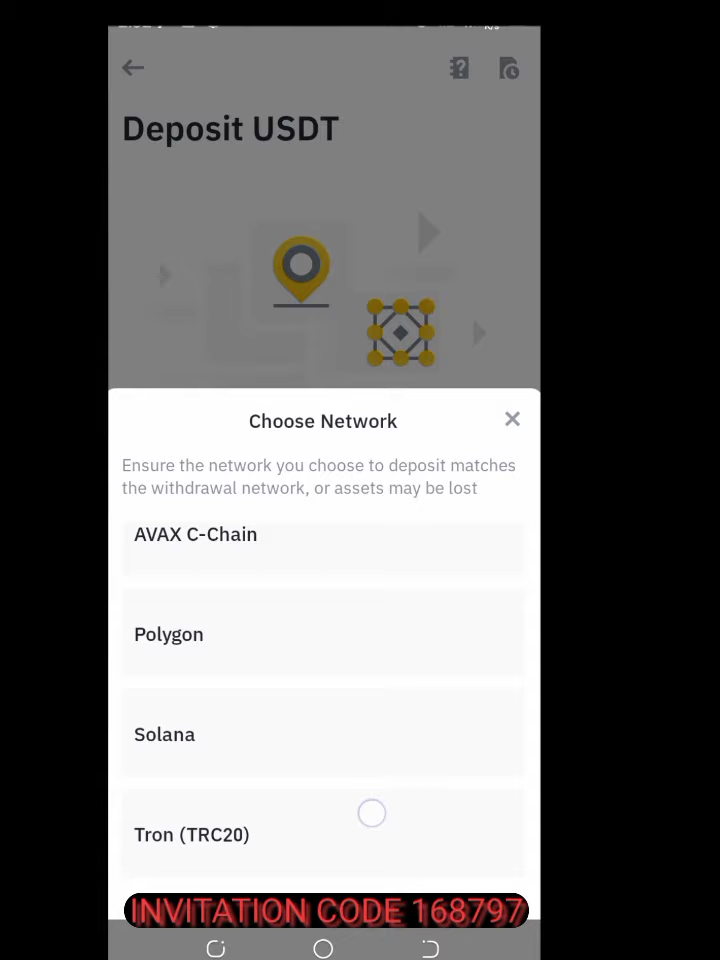 Deposit USDT
Choose Network
Ensure the network you choose to deposit matches
the withdrawal network, or assets may be lost
AVAX C-Chain
Polygon
Solana
Tron (TRC20)
INVITATION CODE 168797